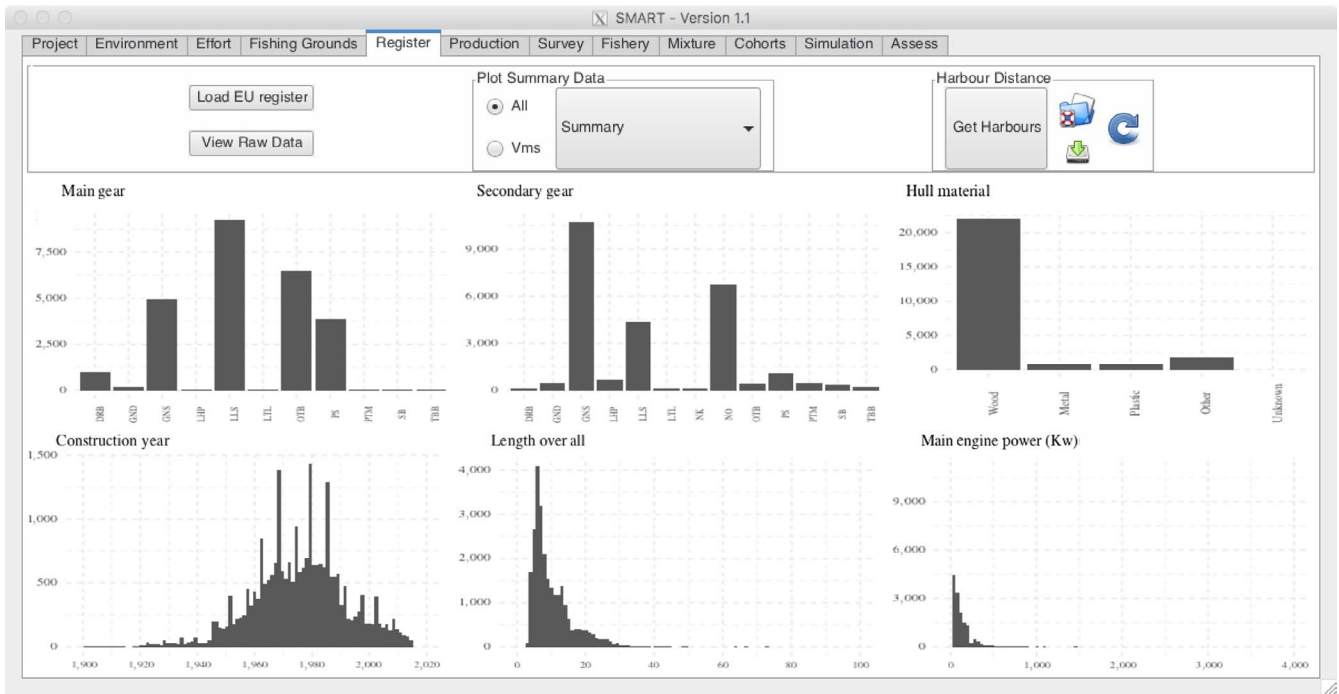 SMART - Version 1.1
Project Environment Effort Fishing Grounds Register Production Survey Fishery Mixture Cohorts Simulation Assess
Plot Summary Data
Harbour Distance
Load EU register
All
Summary
Get Harbours
View Raw Data
Vms
Main gear
7,500
5,000
2,500
0
DRB GND GNS LHP LLS LTL OTB PS PTM SB TBB
Secondary gear
9,000
6,000
3,000
0
DRB GND GNS LHP LLS LTL NK NO OTB PS PTM SB TBB
Hull material
20,000
15,000
10,000
5,000
0
Wood Metal Plastic Other Unknown
Construction year
1,500
1,000
500
0
1,900 1,920 1,940 1,960 1,980 2,000 2,020
Length over all
4,000
3,000
2,000
1,000
0
0 20 40 60 80 100
Main engine power (Kw)
9,000
6,000
3,000
0
0 1,000 2,000 3,000 4,000